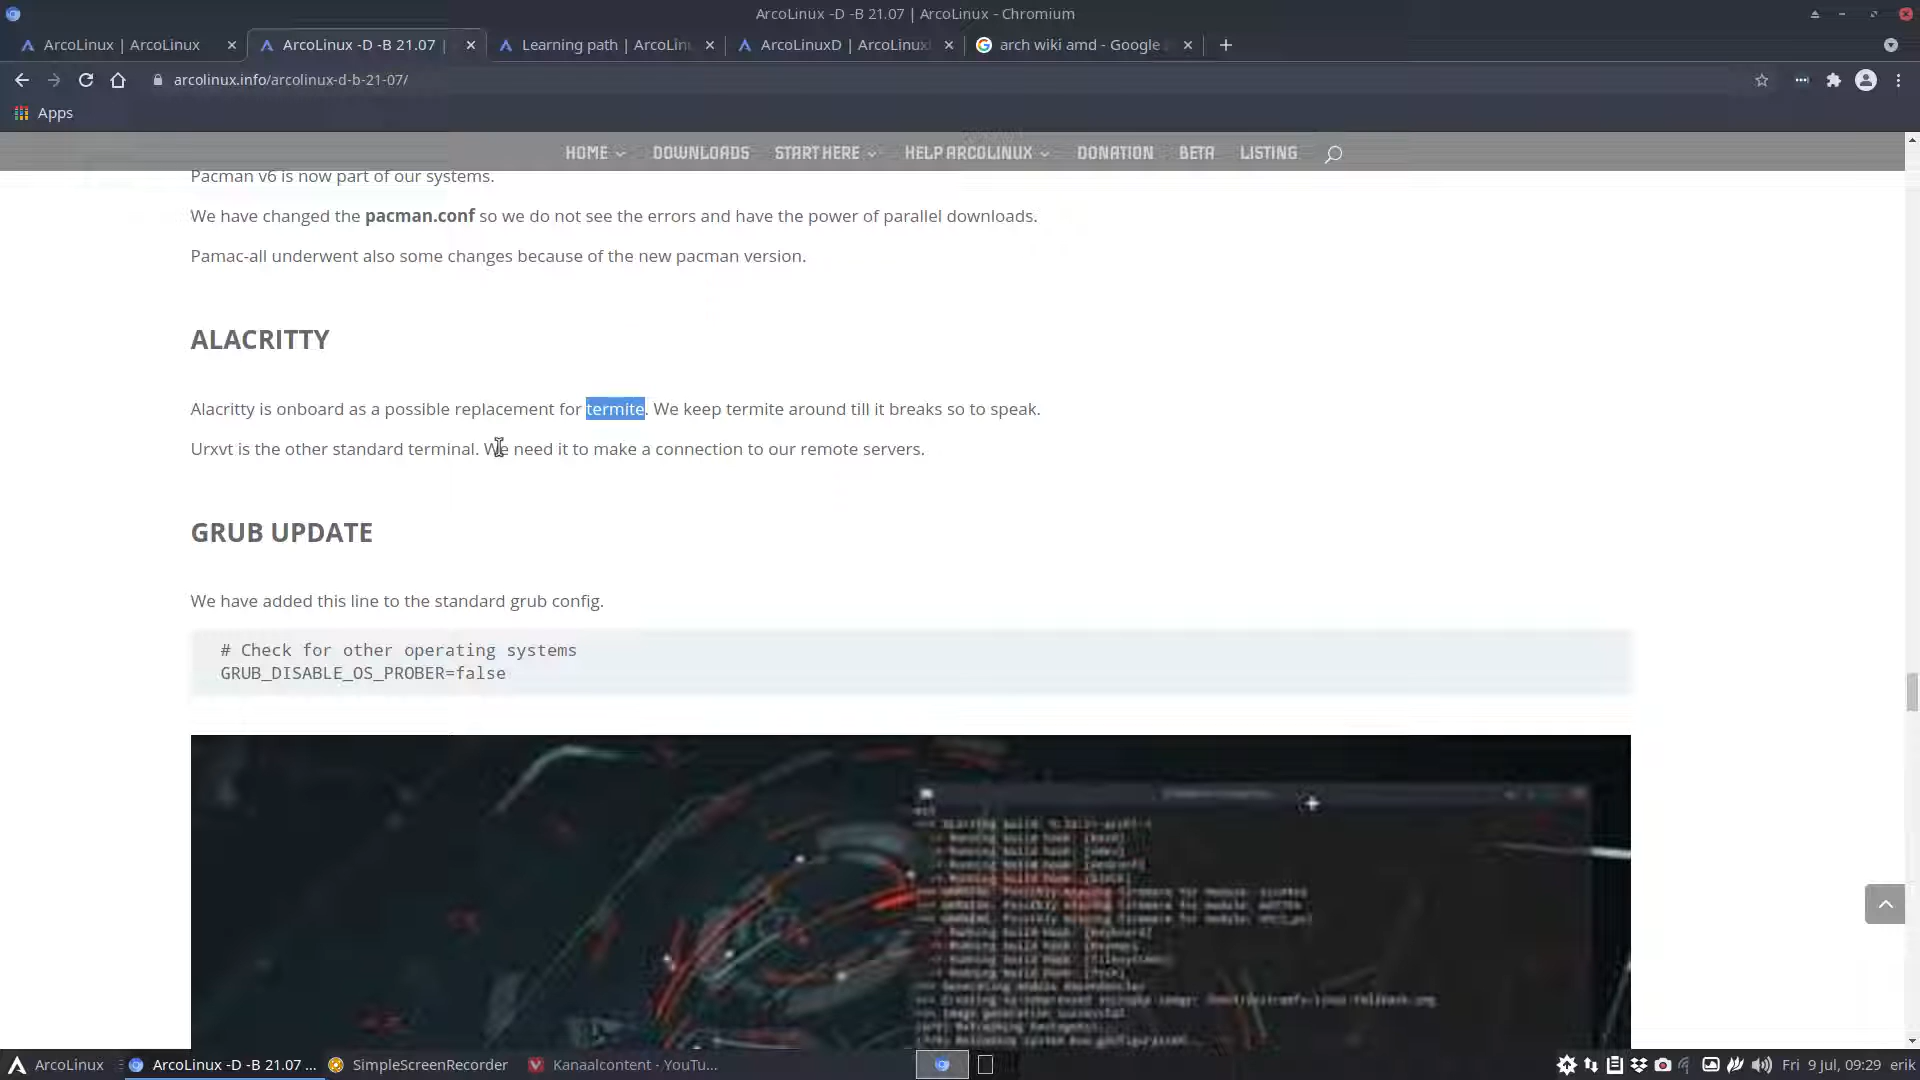 ArcoLinux -D -B 21.07 | ArcoLinux - Chromium
ArcoLinux | ArcoLinux
ArcoLinux -D -B 21.07 |
Learning path | ArcoLin
ArcoLinuxD | ArcoLinux
arch wiki amd - Google
arcolinux.info/arcolinux-d-b-21-07/
Apps
HOME DOWNLOADS START HERE HELP ARCOLINUX DONATION BETA LISTING
Pacman v6 is now part of our systems.
We have changed the pacman.conf so we do not see the errors and have the power of parallel downloads.
Pamac-all underwent also some changes because of the new pacman version.
ALACRITTY
Alacritty is onboard as a possible replacement for termite. We keep termite around till it breaks so to speak.
Urxvt is the other standard terminal. We need it to make a connection to our remote servers.
GRUB UPDATE
We have added this line to the standard grub config.
# Check for other operating systems
GRUB_DISABLE_OS_PROBER=false
ArcoLinux
ArcoLinux -D -B 21.07 ...
SimpleScreenRecorder
Kanaalcontent - YouTu...
Fri 9 Jul, 09:29 erik